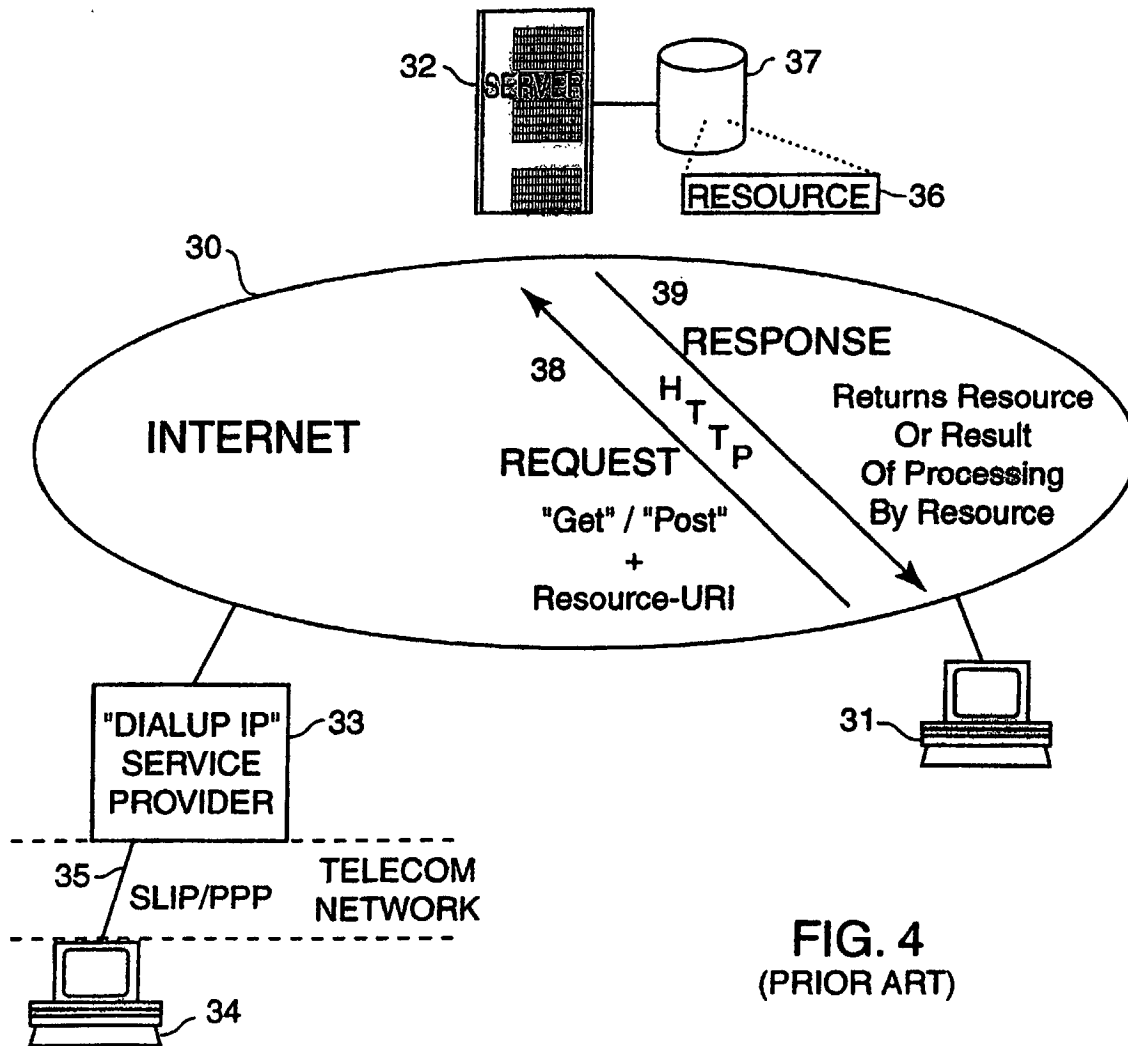 32
SERVER
37
RESOURCE
36
30
39
RESPONSE
38
HTTP
Returns Resource
Or Result
Of Processing
By Resource
INTERNET
REQUEST
"Get" / "Post"
+
Resource-URI
"DIALUP IP"
SERVICE
PROVIDER
33
31
35
SLIP/PPP
TELECOM
NETWORK
34
FIG. 4
(PRIOR ART)